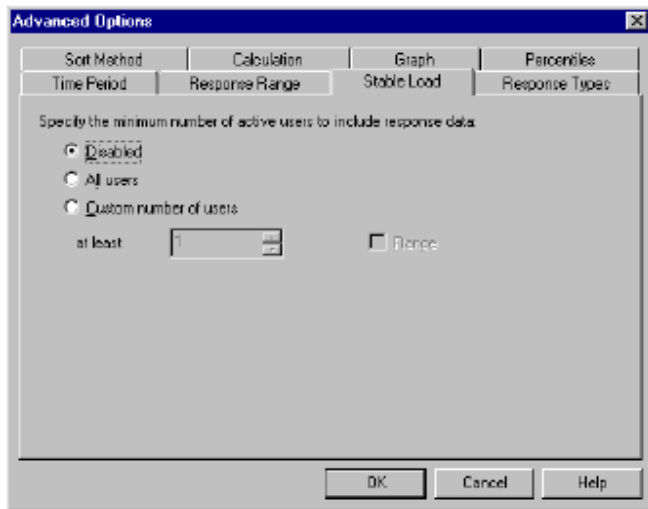 Advanced Options
Sort Method Calculation Graph Percentiles
Time Period Response Range Stable Load Response Types
Specify the minimum number of active users to include response data:
Disabled
All users
Custom number of users
at least 1 Range
OK Cancel Help